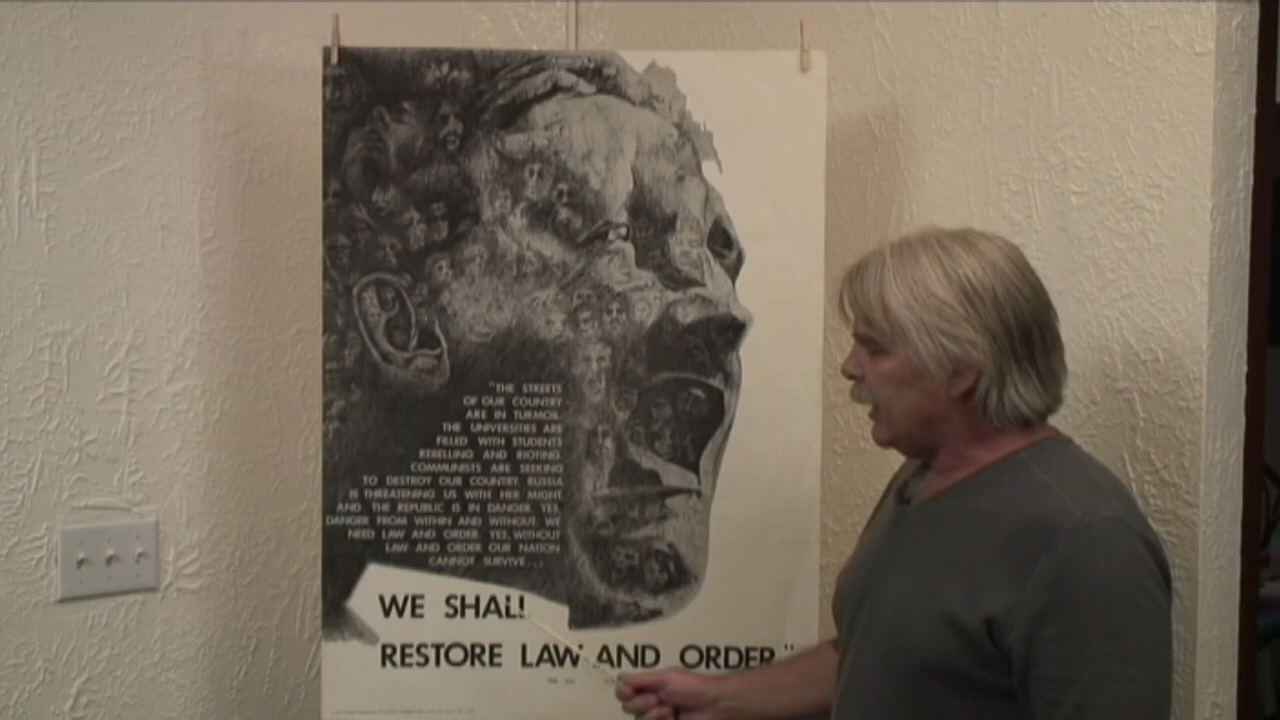 "THE STREETS
OF OUR COUNTRY
ARE IN TURMOIL.
THE UNIVERSITIES ARE
FILLED WITH STUDENTS
REBELLING AND RIOTING.
COMMUNISTS ARE SEEKING
TO DESTROY OUR COUNTRY. RUSSIA
IS THREATENING US WITH HER MIGHT.
AND THE REPUBLIC IS IN DANGER. YES,
DANGER FROM WITHIN AND WITHOUT. WE
NEED LAW AND ORDER. YES, WITHOUT
LAW AND ORDER OUR NATION
CANNOT SURVIVE...
WE SHALL
RESTORE LAW AND ORDER."